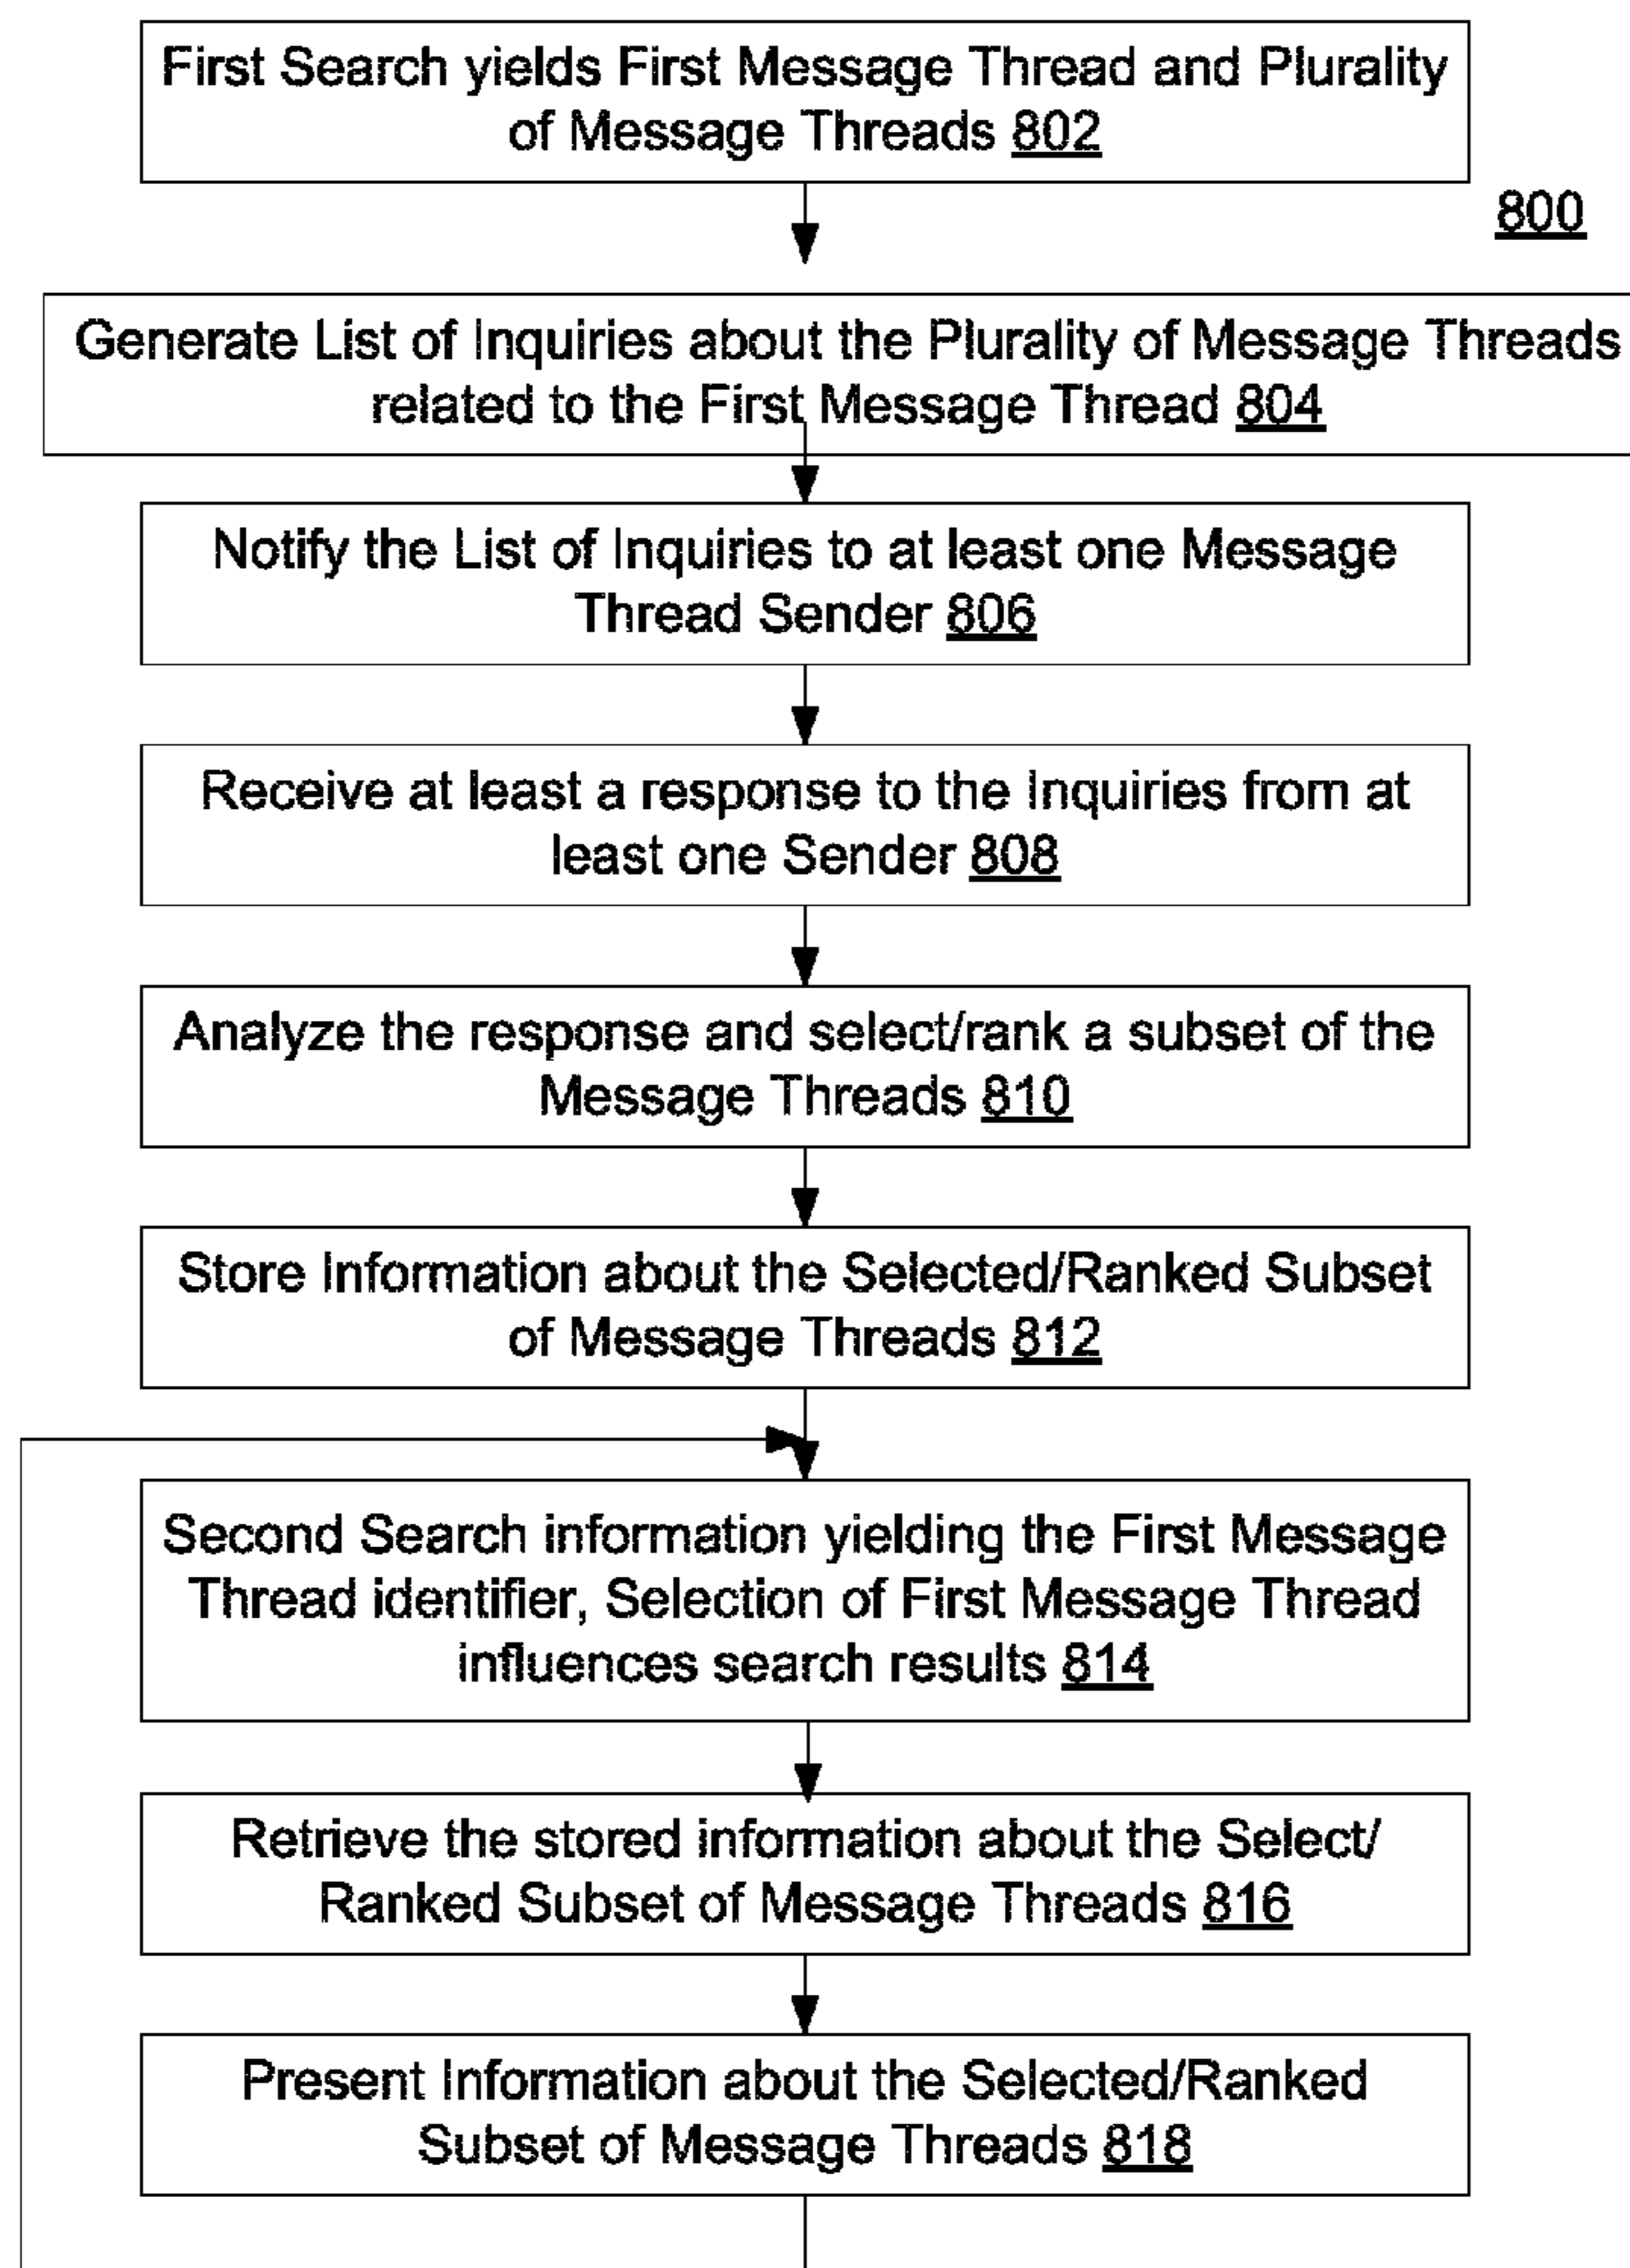 First Search yields First Message Thread and Plurality
of Message Threads 802
800
Generate List of Inquiries about the Plurality of Message Threads
related to the First Message Thread 804
Notify the List of Inquiries to at least one Message
Thread Sender 806
Receive at least a response to the Inquiries from at
least one Sender 808
Analyze the response and select/rank a subset of the
Message Threads 810
Store Information about the Selected/Ranked Subset
of Message Threads 812
Second Search information yielding the First Message
Thread identifier, Selection of First Message Thread
influences search results 814
Retrieve the stored information about the Select/
Ranked Subset of Message Threads 816
Present Information about the Selected/Ranked
Subset of Message Threads 818